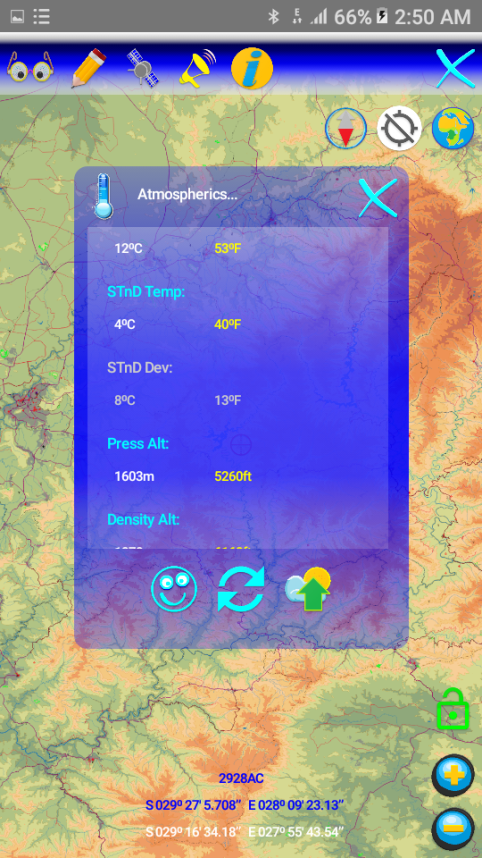 66% 2:50 AM
Atmospherics...
12ºC 53ºF
STnD Temp:
4ºC 40ºF
STnD Dev:
8ºC 13ºF
Press Alt:
1603m 5260ft
Density Alt:
2928AC
S 029º 27' 5.708" E 028º 09' 23.13"
S 029º 16' 34.18" E 027º 55' 43.54"